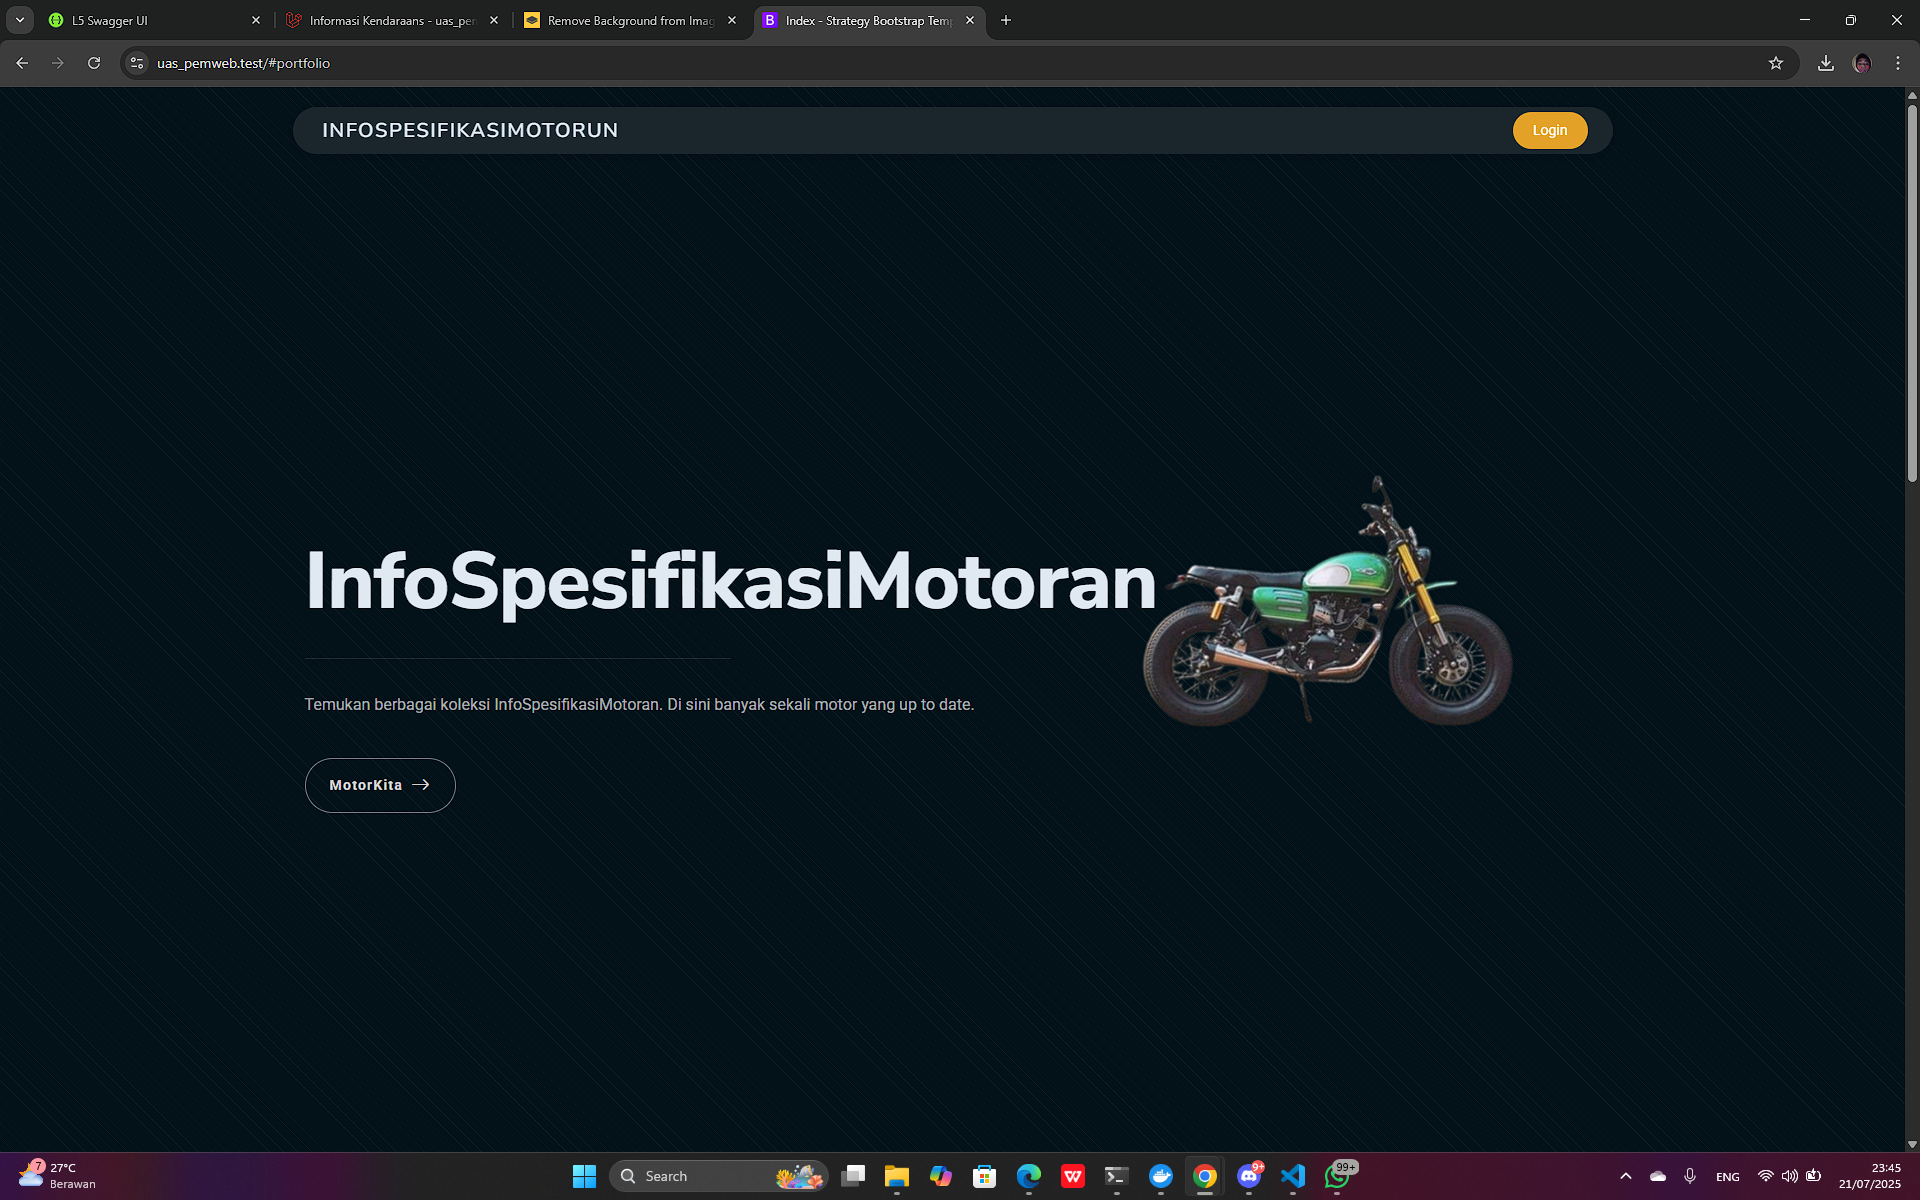 L5 Swagger UI
Informasi Kendaraans - uas_pem
Remove Background from Imag
Index - Strategy Bootstrap Temp
uas_pemweb.test/#portfolio
INFOSPESIFIKASIMOTORUN
Login
InfoSpesifikasiMotoran
Temukan berbagai koleksi InfoSpesifikasiMotoran. Di sini banyak sekali motor yang up to date.
MotorKita
7
27°C
Berawan
Search
9+
99+
ENG
23:45
21/07/2025